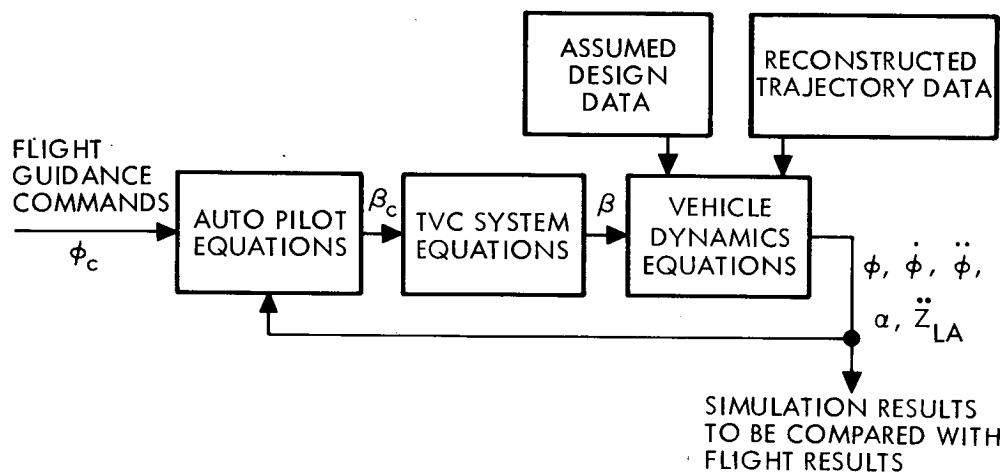 ASSUMED
DESIGN
DATA
RECONSTRUCTED
TRAJECTORY DATA
FLIGHT
GUIDANCE
COMMANDS
ϕc
AUTO PILOT
EQUATIONS
βc
TVC SYSTEM
EQUATIONS
β
VEHICLE
DYNAMICS
EQUATIONS
ϕ, ϕ̇, ϕ̈,
α, Z̈LA
SIMULATION RESULTS
TO BE COMPARED WITH
FLIGHT RESULTS